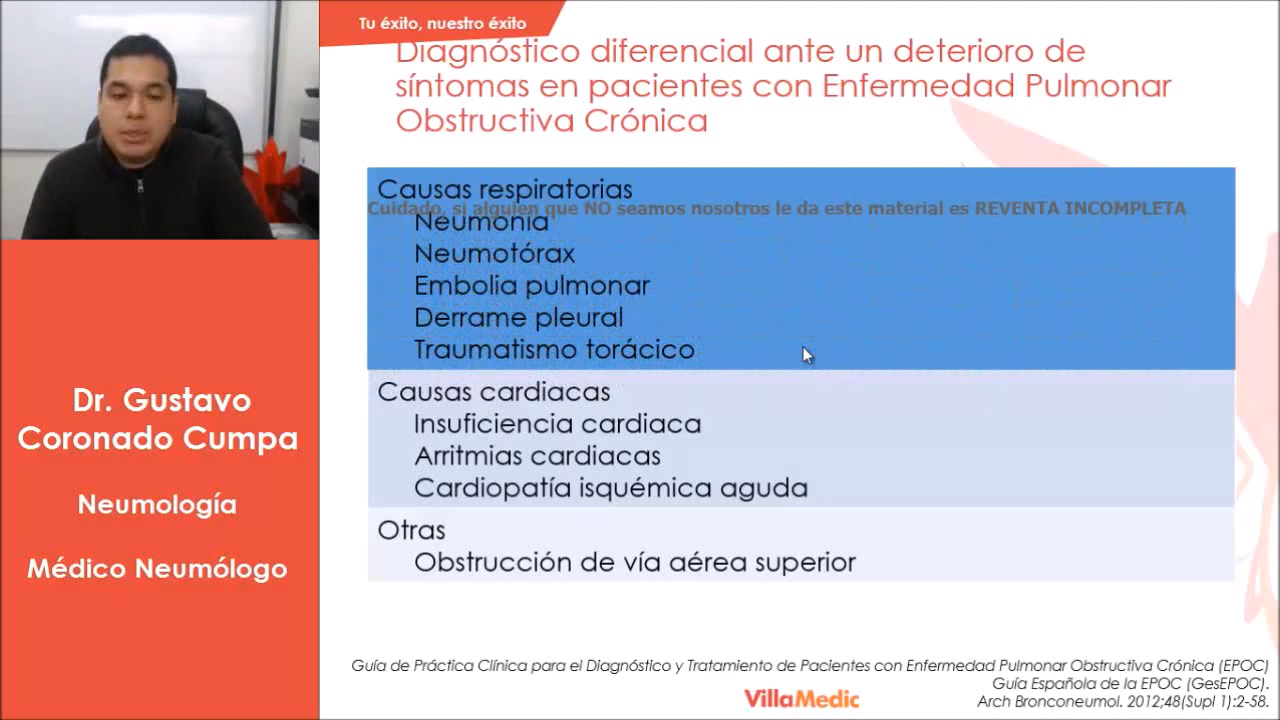 Tu éxito, nuestro éxito
Diagnóstico diferencial ante un deterioro de
síntomas en pacientes con Enfermedad Pulmonar
Obstructiva Crónica
Causas respiratorias
Cuidado, si alguien que NO seamos nosotros le da este material es REVENTA INCOMPLETA
Neumonía
Neumotórax
Embolia pulmonar
Derrame pleural
Traumatismo torácico
Causas cardiacas
Insuficiencia cardiaca
Arritmias cardiacas
Cardiopatía isquémica aguda
Otras
Obstrucción de vía aérea superior
Dr. Gustavo
Coronado Cumpa
Neumología
Médico Neumólogo
Guía de Práctica Clínica para el Diagnóstico y Tratamiento de Pacientes con Enfermedad Pulmonar Obstructiva Crónica (EPOC)
Guía Española de la EPOC (GesEPOC).
Arch Bronconeumol. 2012;48(Supl 1):2-58.
VillaMedic